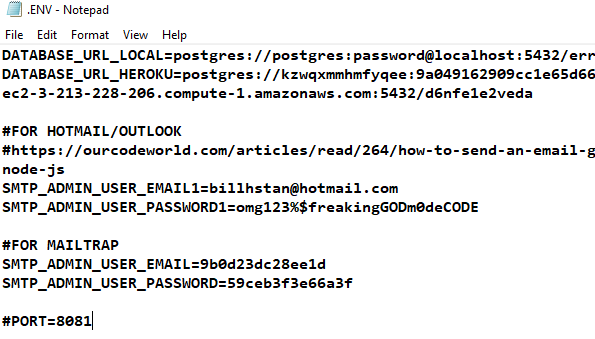 .ENV - Notepad
File Edit Format View Help
DATABASE_URL_LOCAL=postgres://postgres:password@localhost:5432/err
DATABASE_URL_HEROKU=postgres://kzwqxmmhmfyqee:9a049162909cc1e65d66
ec2-3-213-228-206.compute-1.amazonaws.com:5432/d6nfe1e2veda
#FOR HOTMAIL/OUTLOOK
#https://ourcodeworld.com/articles/read/264/how-to-send-an-email-g
node-js
SMTP_ADMIN_USER_EMAIL1=billhstan@hotmail.com
SMTP_ADMIN_USER_PASSWORD1=omg123%$freakingGODm0deCODE
#FOR MAILTRAP
SMTP_ADMIN_USER_EMAIL=9b0d23dc28ee1d
SMTP_ADMIN_USER_PASSWORD=59ceb3f3e66a3f
#PORT=8081